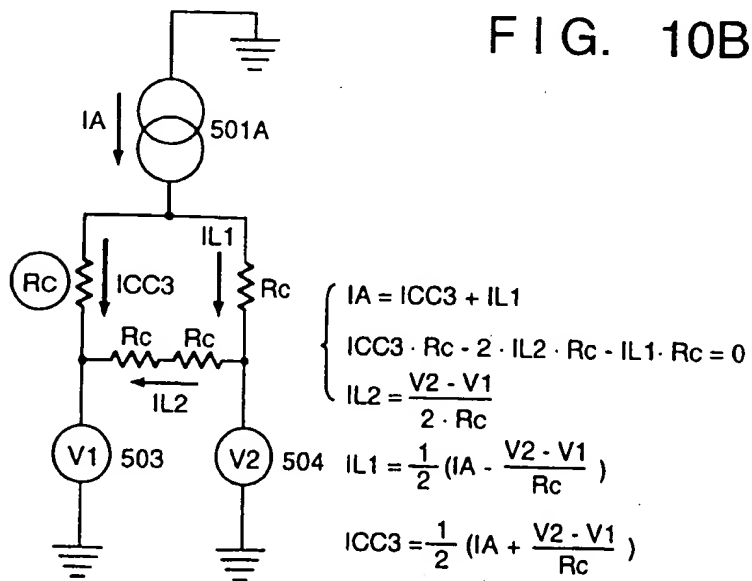 FIG. 10B
IA
501A
IL1
Rc
ICC3
Rc
Rc Rc
IL2
V1 503
V2 504
IA = ICC3 + IL1
ICC3 · Rc - 2 · IL2 · Rc - IL1 · Rc = 0
IL2 = V2 - V1 / 2 · Rc
IL1 = 1/2 (IA - V2 - V1 / Rc)
ICC3 = 1/2 (IA + V2 - V1 / Rc)